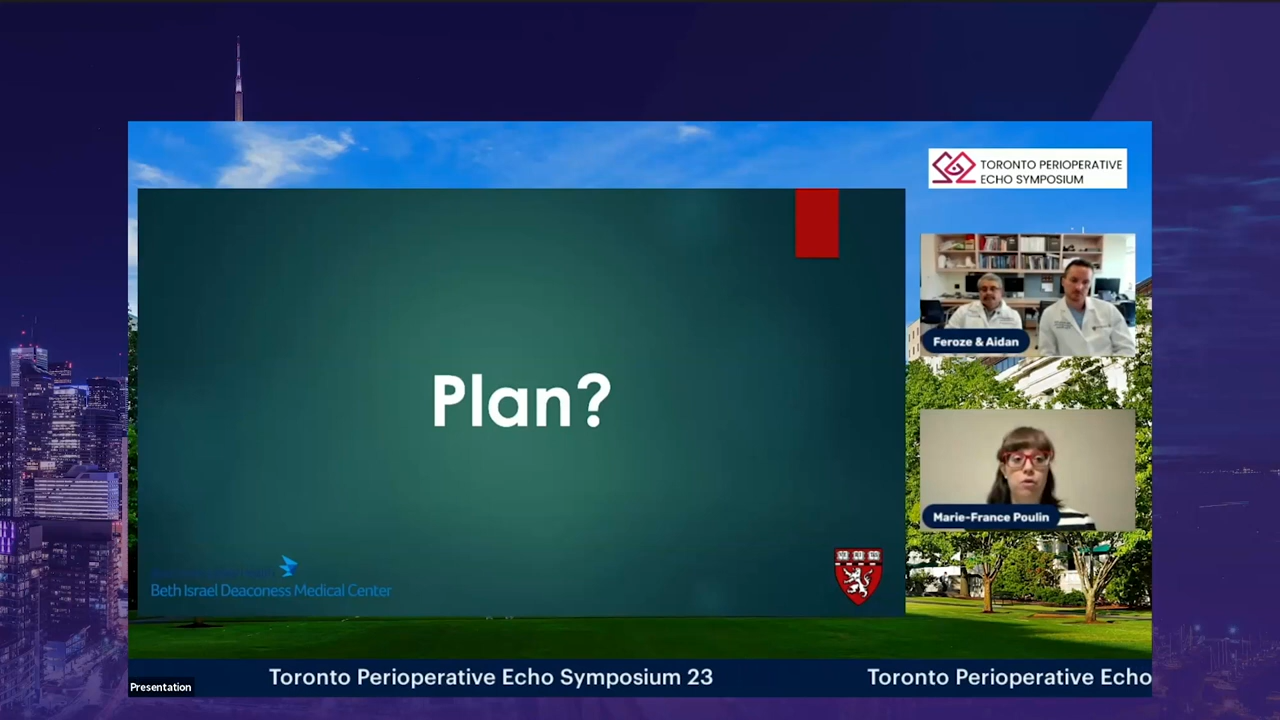 TORONTO PERIOPERATIVE
ECHO SYMPOSIUM
Plan?
Feroze & Aidan
Marie-France Poulin
Beth Israel Deaconess Medical Center
Toronto Perioperative Echo Symposium 23
Toronto Perioperative Echo
Presentation